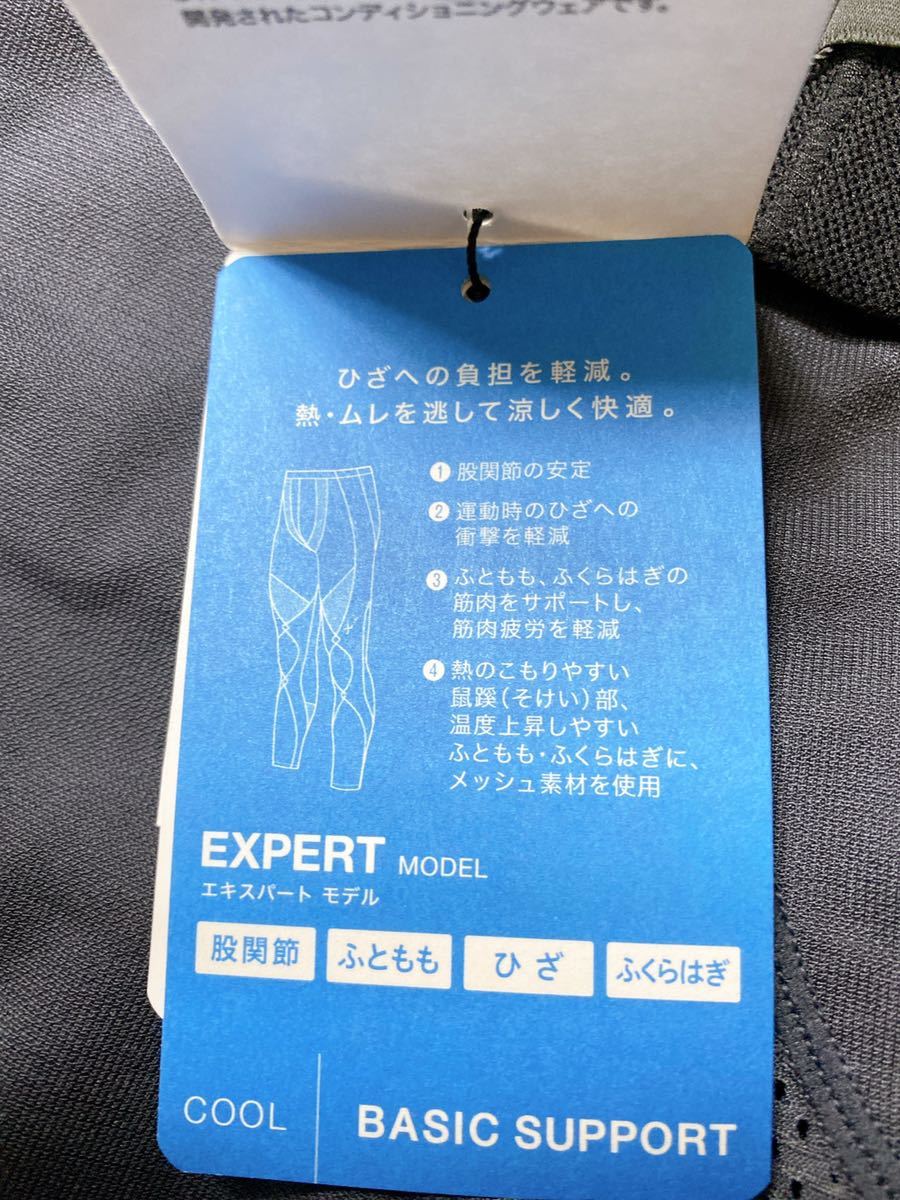 開発されたコンディショニングウェアです。
ひざへの負担を軽減。
熱・ムレを逃して涼しく快適。
❶ 股関節の安定
❷ 運動時のひざへの
衝撃を軽減
❸ ふともも、ふくらはぎの
筋肉をサポートし、
筋肉疲労を軽減
❹ 熱のこもりやすい
鼠蹊(そけい)部、
温度上昇しやすい
ふともも・ふくらはぎに、
メッシュ素材を使用
EXPERT MODEL
エキスパート モデル
股関節 ふともも ひざ ふくらはぎ
COOL BASIC SUPPORT